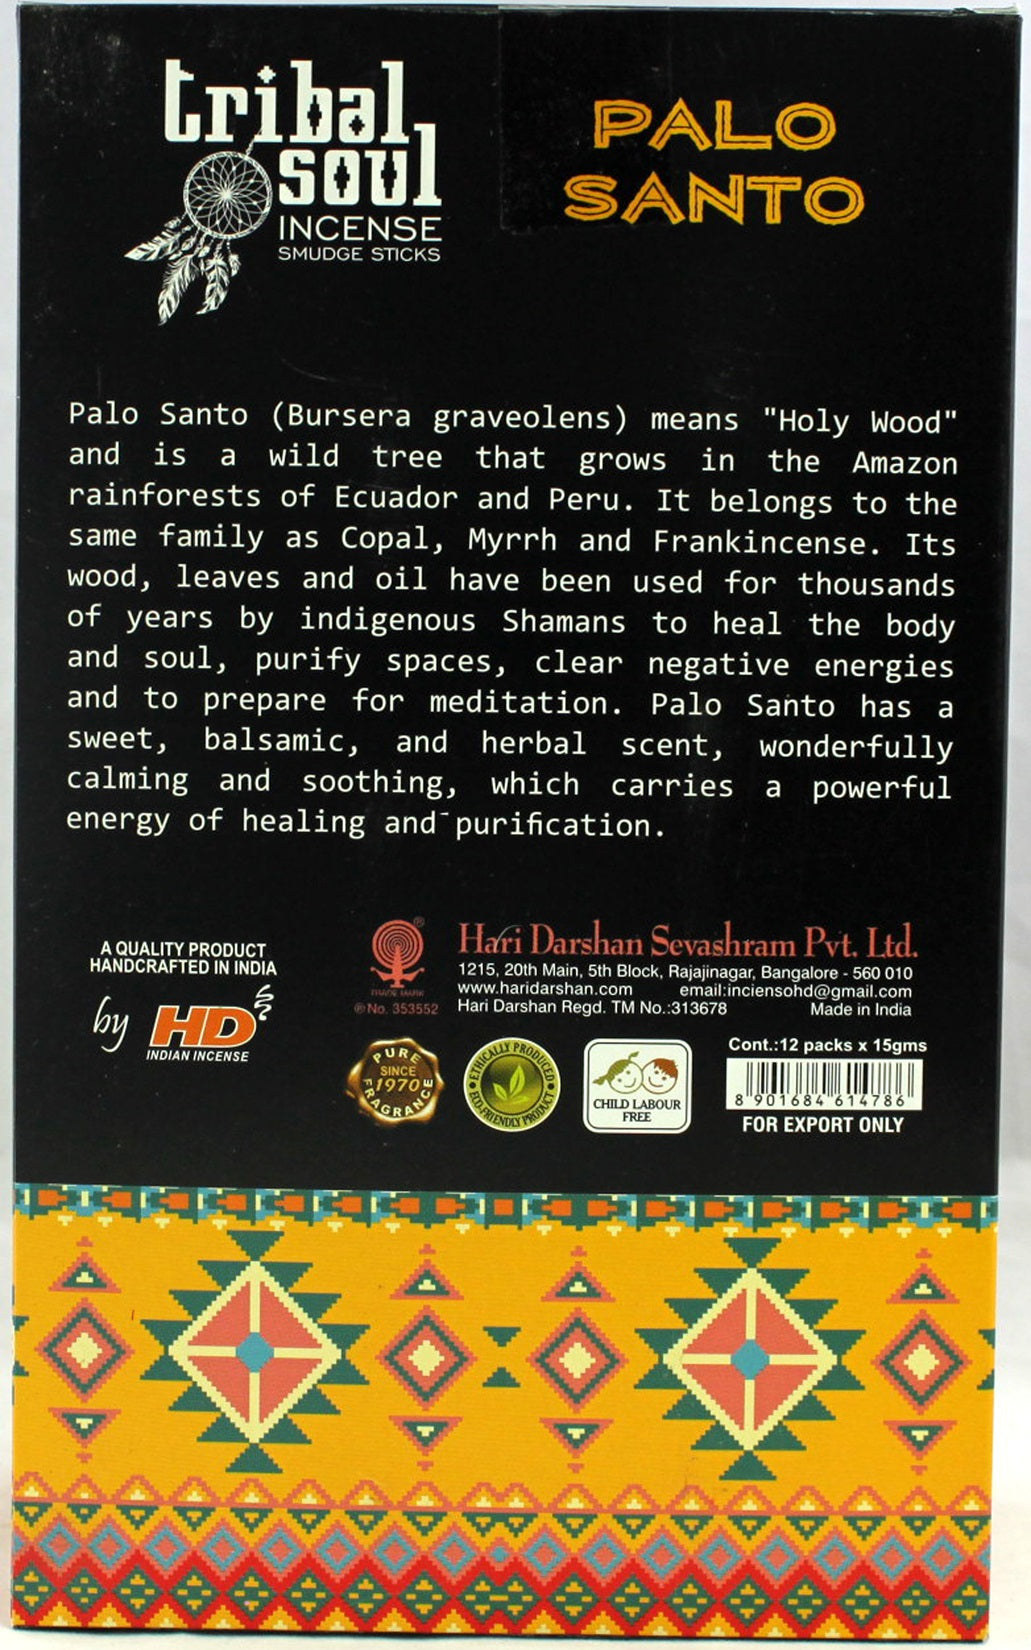 tribal
soul
INCENSE
SMUDGE STICKS
PALO
SANTO
Palo Santo (Bursera graveolens) means "Holy Wood"
and is a wild tree that grows in the Amazon
rainforests of Ecuador and Peru. It belongs to the
same family as Copal, Myrrh and Frankincense. Its
wood, leaves and oil have been used for thousands
of years by indigenous Shamans to heal the body
and soul, purify spaces, clear negative energies
and to prepare for meditation. Palo Santo has a
sweet, balsamic, and herbal scent, wonderfully
calming and soothing, which carries a powerful
energy of healing and purification.
A QUALITY PRODUCT
HANDCRAFTED IN INDIA
by HD
INDIAN INCENSE
®
TRADE MARK
® No. 353552
Hari Darshan Sevashram Pvt. Ltd.
1215, 20th Main, 5th Block, Rajajinagar, Bangalore - 560 010
www.haridarshan.com email:inciensohd@gmail.com
Hari Darshan Regd. TM No.:313678 Made in India
PURE
SINCE
1970
FRAGRANCE
ETHICALLY PRODUCED
ECO-FRIENDLY PRODUCT
CHILD LABOUR
FREE
Cont.:12 packs x 15gms
8 901684 614786
FOR EXPORT ONLY